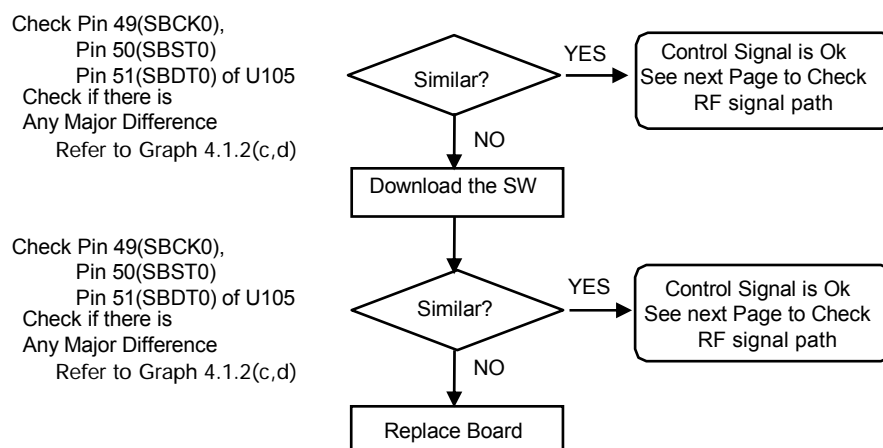 Check Pin 49(SBCK0),
Pin 50(SBST0)
Pin 51(SBDT0) of U105
Check if there is
Any Major Difference
Refer to Graph 4.1.2(c,d)
Similar?
YES
Control Signal is Ok
See next Page to Check
RF signal path
NO
Download the SW
Check Pin 49(SBCK0),
Pin 50(SBST0)
Pin 51(SBDT0) of U105
Check if there is
Any Major Difference
Refer to Graph 4.1.2(c,d)
Similar?
YES
Control Signal is Ok
See next Page to Check
RF signal path
NO
Replace Board